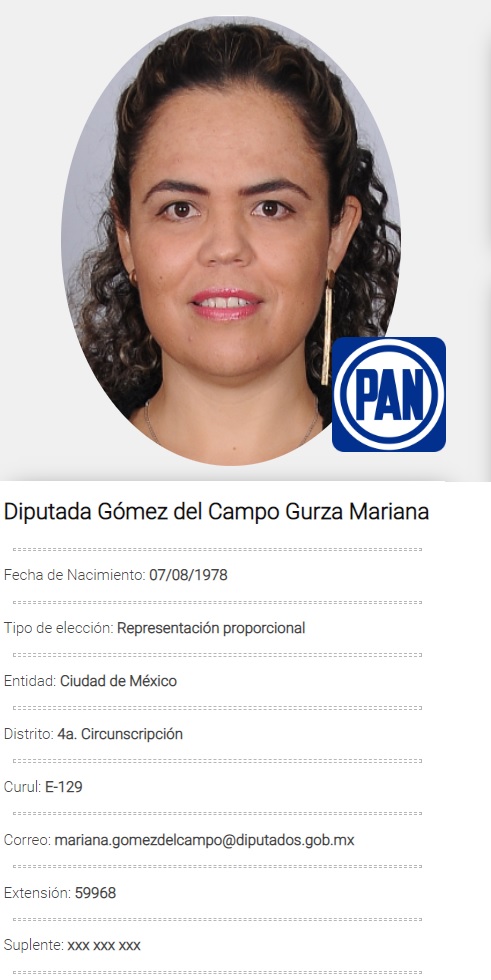 PAN
Diputada Gómez del Campo Gurza Mariana
Fecha de Nacimiento: 07/08/1978
Tipo de elección: Representación proporcional
Entidad: Ciudad de México
Distrito: 4a. Circunscripción
Curul: E-129
Correo: mariana.gomezdelcampo@diputados.gob.mx
Extensión: 59968
Suplente: xxx xxx xxx